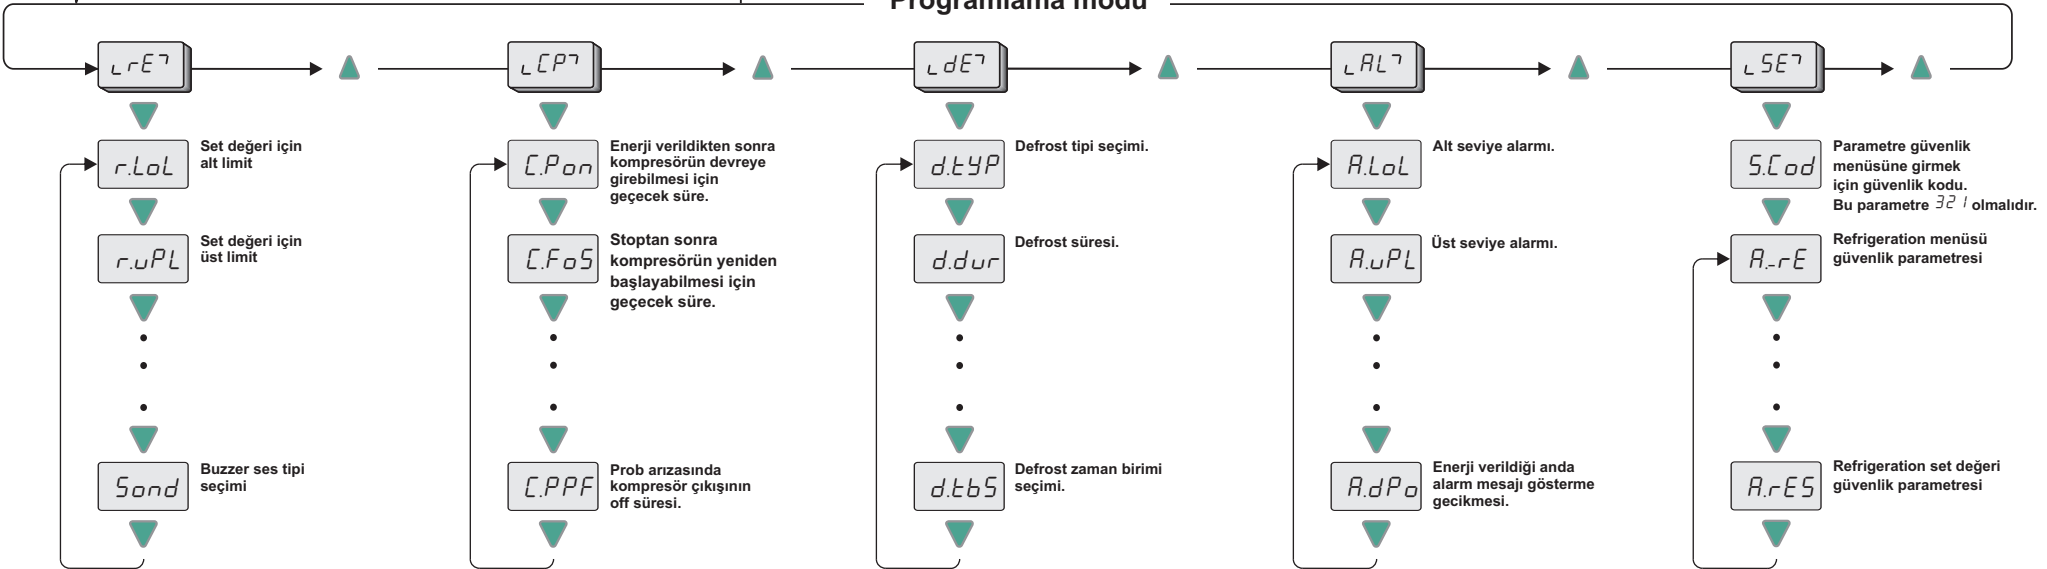 Programlama modu
rE
CP
dE
AL
SE
r.LoL
Set değeri için
alt limit
r.uPL
Set değeri için
üst limit
Sond
Buzzer ses tipi
seçimi
C.Pon
Enerji verildikten sonra
kompresörün devreye
girebilmesi için
geçecek süre.
C.FoS
Stoptan sonra
kompresörün yeniden
başlayabilmesi için
geçecek süre.
C.PPF
Prob arızasında
kompresör çıkışının
off süresi.
d.tYP
Defrost tipi seçimi.
d.dur
Defrost süresi.
d.tbS
Defrost zaman birimi
seçimi.
A.LoL
Alt seviye alarmı.
A.uPL
Üst seviye alarmı.
A.dPo
Enerji verildiği anda
alarm mesajı gösterme
gecikmesi.
S.Cod
Parametre güvenlik
menüsüne girmek
için güvenlik kodu.
Bu parametre 321 olmalıdır.
A.-rE
Refrigeration menüsü
güvenlik parametresi
A.rES
Refrigeration set değeri
güvenlik parametresi